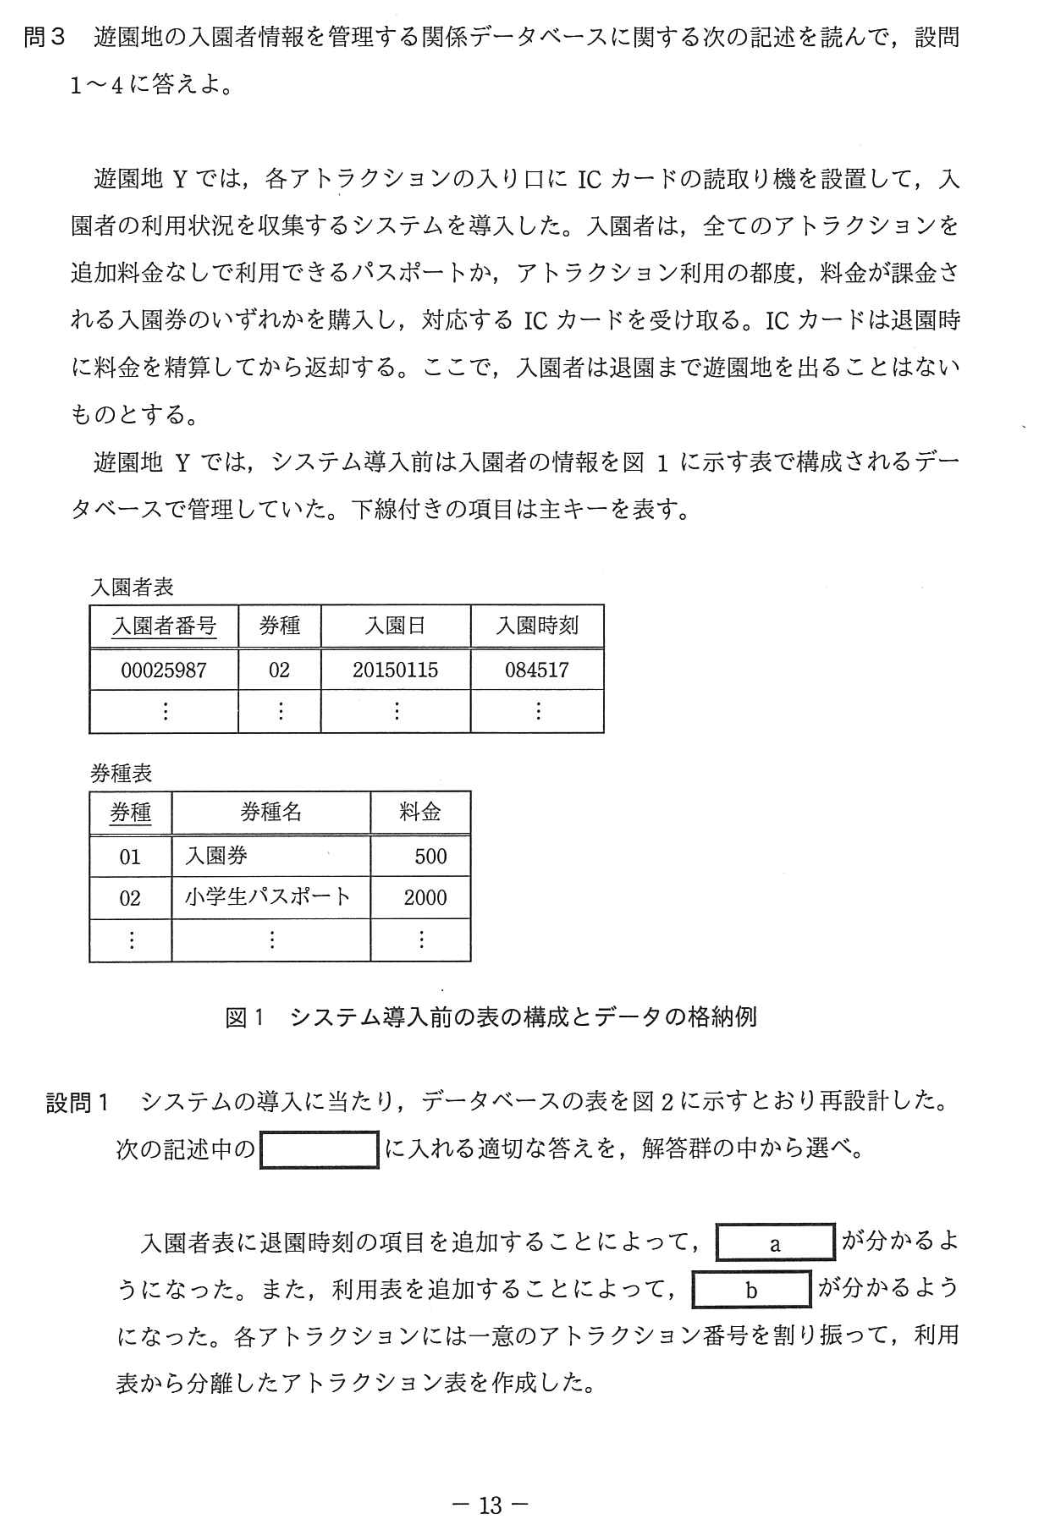 問3　遊園地の入園者情報を管理する関係データベースに関する次の記述を読んで，設問
1～4に答えよ。
遊園地 Y では，各アトラクションの入り口に IC カードの読取り機を設置して，入
園者の利用状況を収集するシステムを導入した。入園者は，全てのアトラクションを
追加料金なしで利用できるパスポートか，アトラクション利用の都度，料金が課金さ
れる入園券のいずれかを購入し，対応する IC カードを受け取る。IC カードは退園時
に料金を精算してから返却する。ここで，入園者は退園まで遊園地を出ることはない
ものとする。
遊園地 Y では，システム導入前は入園者の情報を図 1 に示す表で構成されるデー
タベースで管理していた。下線付きの項目は主キーを表す。
入園者表
入園者番号　券種　入園日　入園時刻
00025987　02　20150115　084517
⋮　⋮　⋮　⋮
券種表
券種　券種名　料金
01　入園券　500
02　小学生パスポート　2000
⋮　⋮　⋮
図1　システム導入前の表の構成とデータの格納例
設問1　システムの導入に当たり，データベースの表を図2に示すとおり再設計した。
次の記述中の　　　　に入れる適切な答えを，解答群の中から選べ。
入園者表に退園時刻の項目を追加することによって，　a　が分かるよ
うになった。また，利用表を追加することによって，　b　が分かるよう
になった。各アトラクションには一意のアトラクション番号を割り振って，利用
表から分離したアトラクション表を作成した。
－ 13 －